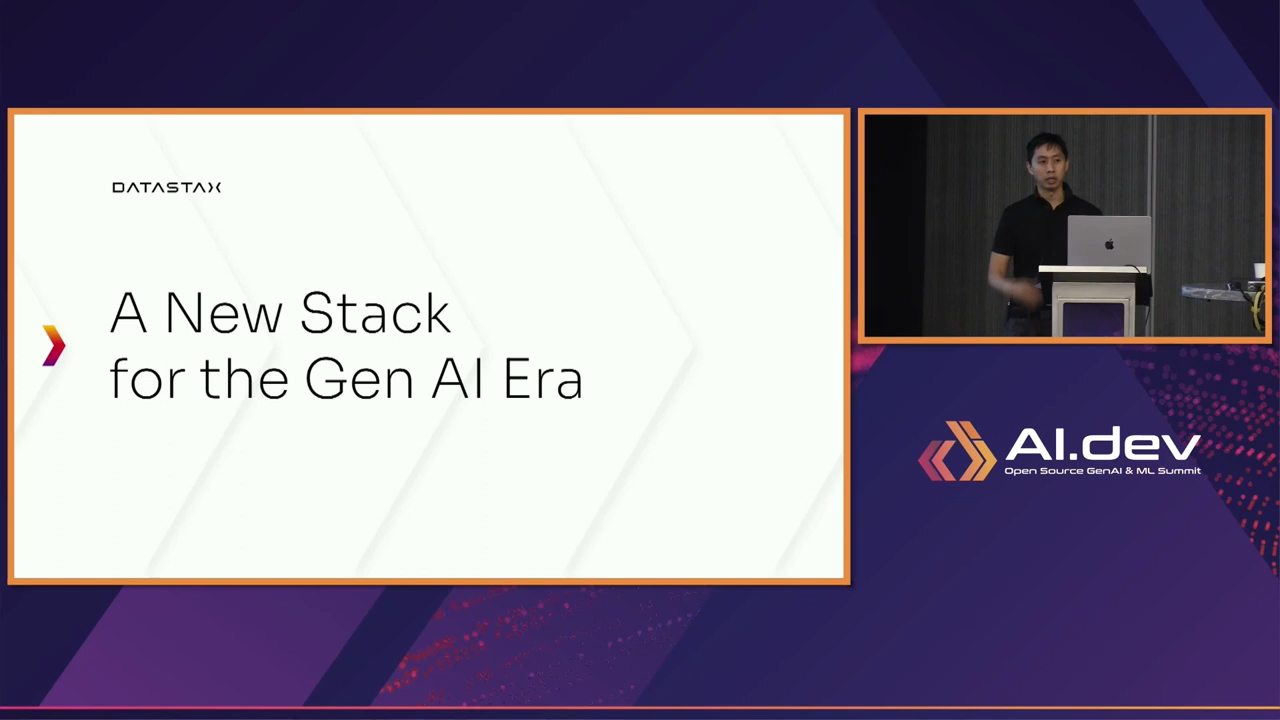 DATASTAX
A New Stack
for the Gen AI Era
AI.dev
Open Source GenAI & ML Summit